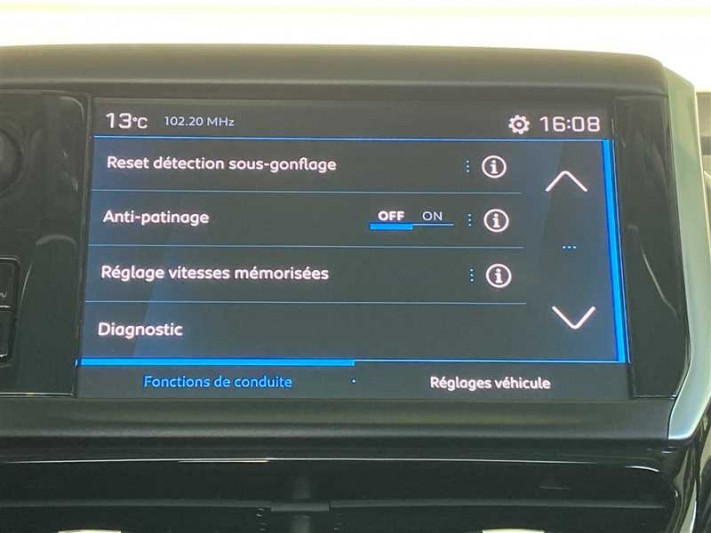 13°C 102.20 MHz 16:08
Reset détection sous-gonflage
Anti-patinage OFF ON
Réglage vitesses mémorisées
Diagnostic
Fonctions de conduite Réglages véhicule